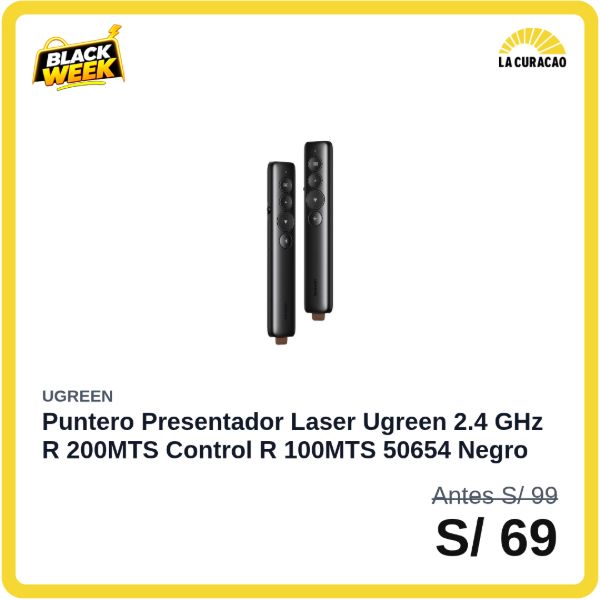 BLACK
WEEK
LA CURACAO
UGREEN
Puntero Presentador Laser Ugreen 2.4 GHz
R 200MTS Control R 100MTS 50654 Negro
Antes S/ 99
S/ 69